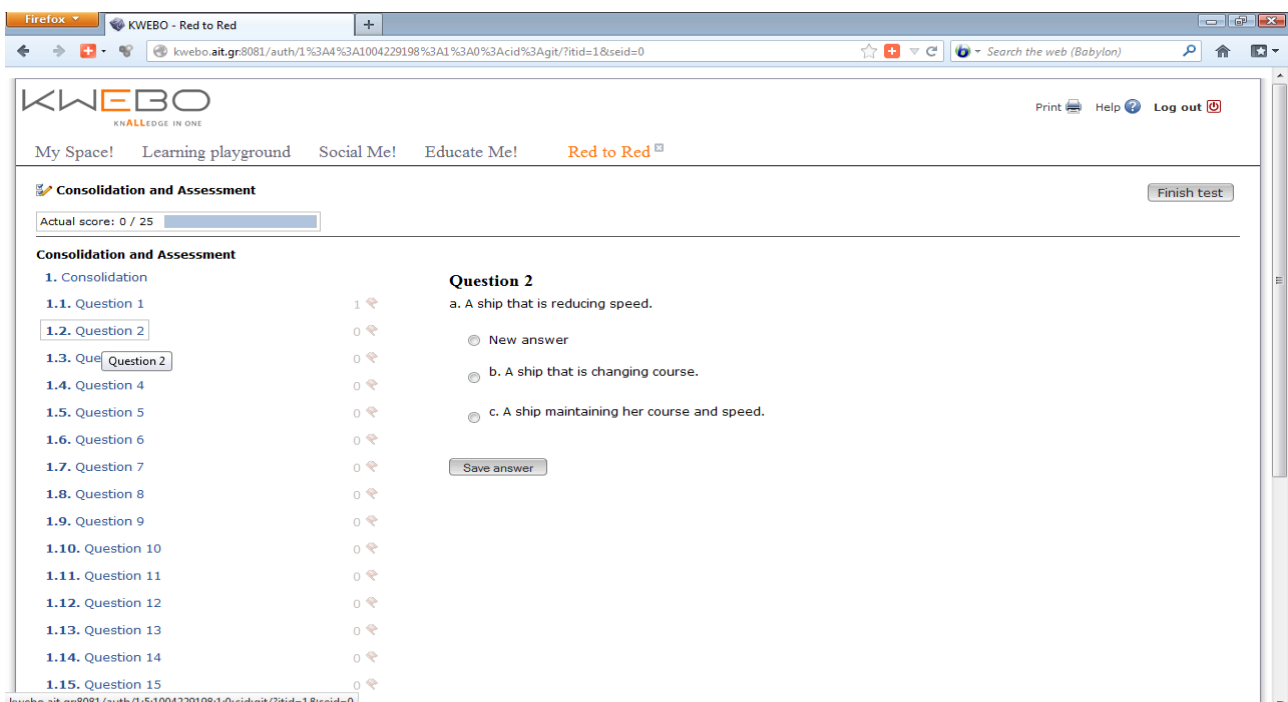 Firefox
KWEBO - Red to Red
kwebo.ait.gr:8081/auth/1%3A4%3A1004229198%3A1%3A0%3Acid%3Agit/?itid=1&seid=0
Search the web (Babylon)
KWEBO
KNALLEDGE IN ONE
Print Help Log out
My Space! Learning playground Social Me! Educate Me! Red to Red
Consolidation and Assessment
Finish test
Actual score: 0 / 25
Consolidation and Assessment
1. Consolidation
1.1. Question 1 1
1.2. Question 2 0
1.3. Que 0
Question 2
1.4. Question 4 0
1.5. Question 5 0
1.6. Question 6 0
1.7. Question 7 0
1.8. Question 8 0
1.9. Question 9 0
1.10. Question 10 0
1.11. Question 11 0
1.12. Question 12 0
1.13. Question 13 0
1.14. Question 14 0
1.15. Question 15 0
Question 2
a. A ship that is reducing speed.
New answer
b. A ship that is changing course.
c. A ship maintaining her course and speed.
Save answer